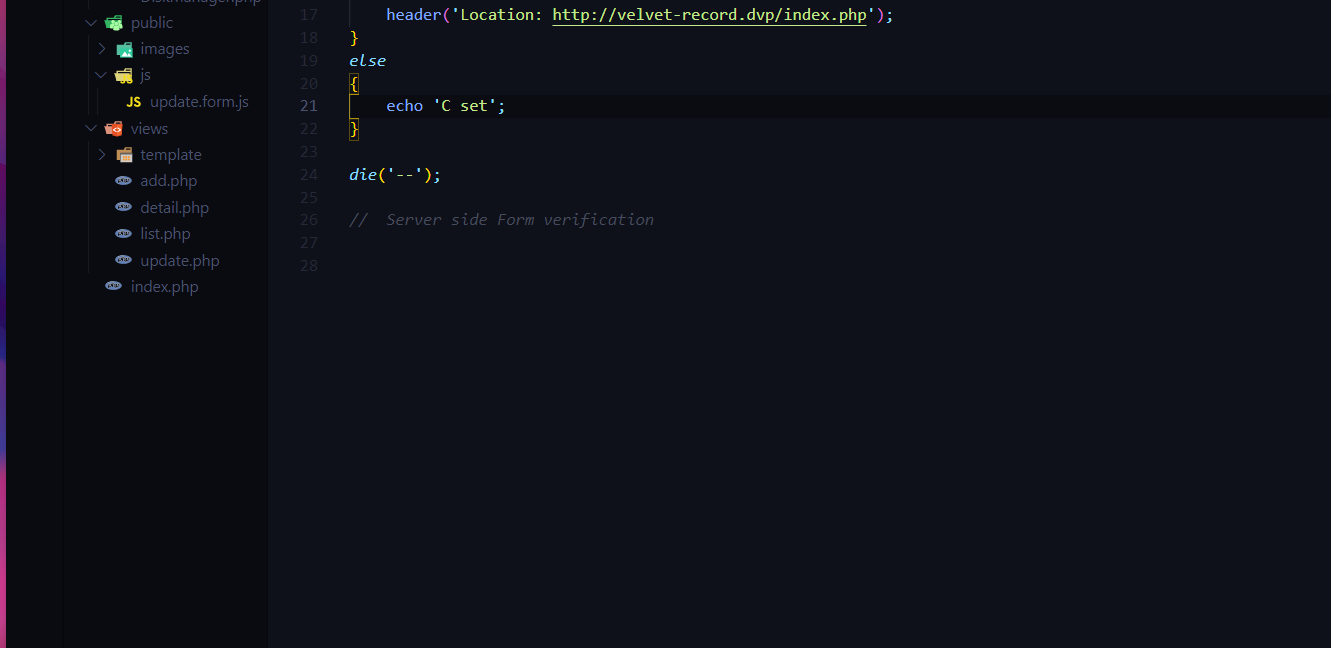 DiskManager.php
public
images
js
JS update.form.js
views
template
add.php
detail.php
list.php
update.php
index.php
17 header('Location: http://velvet-record.dvp/index.php');
18 }
19 else
20 {
21 echo 'C set';
22 }
23
24 die('--');
25
26 // Server side Form verification
27
28